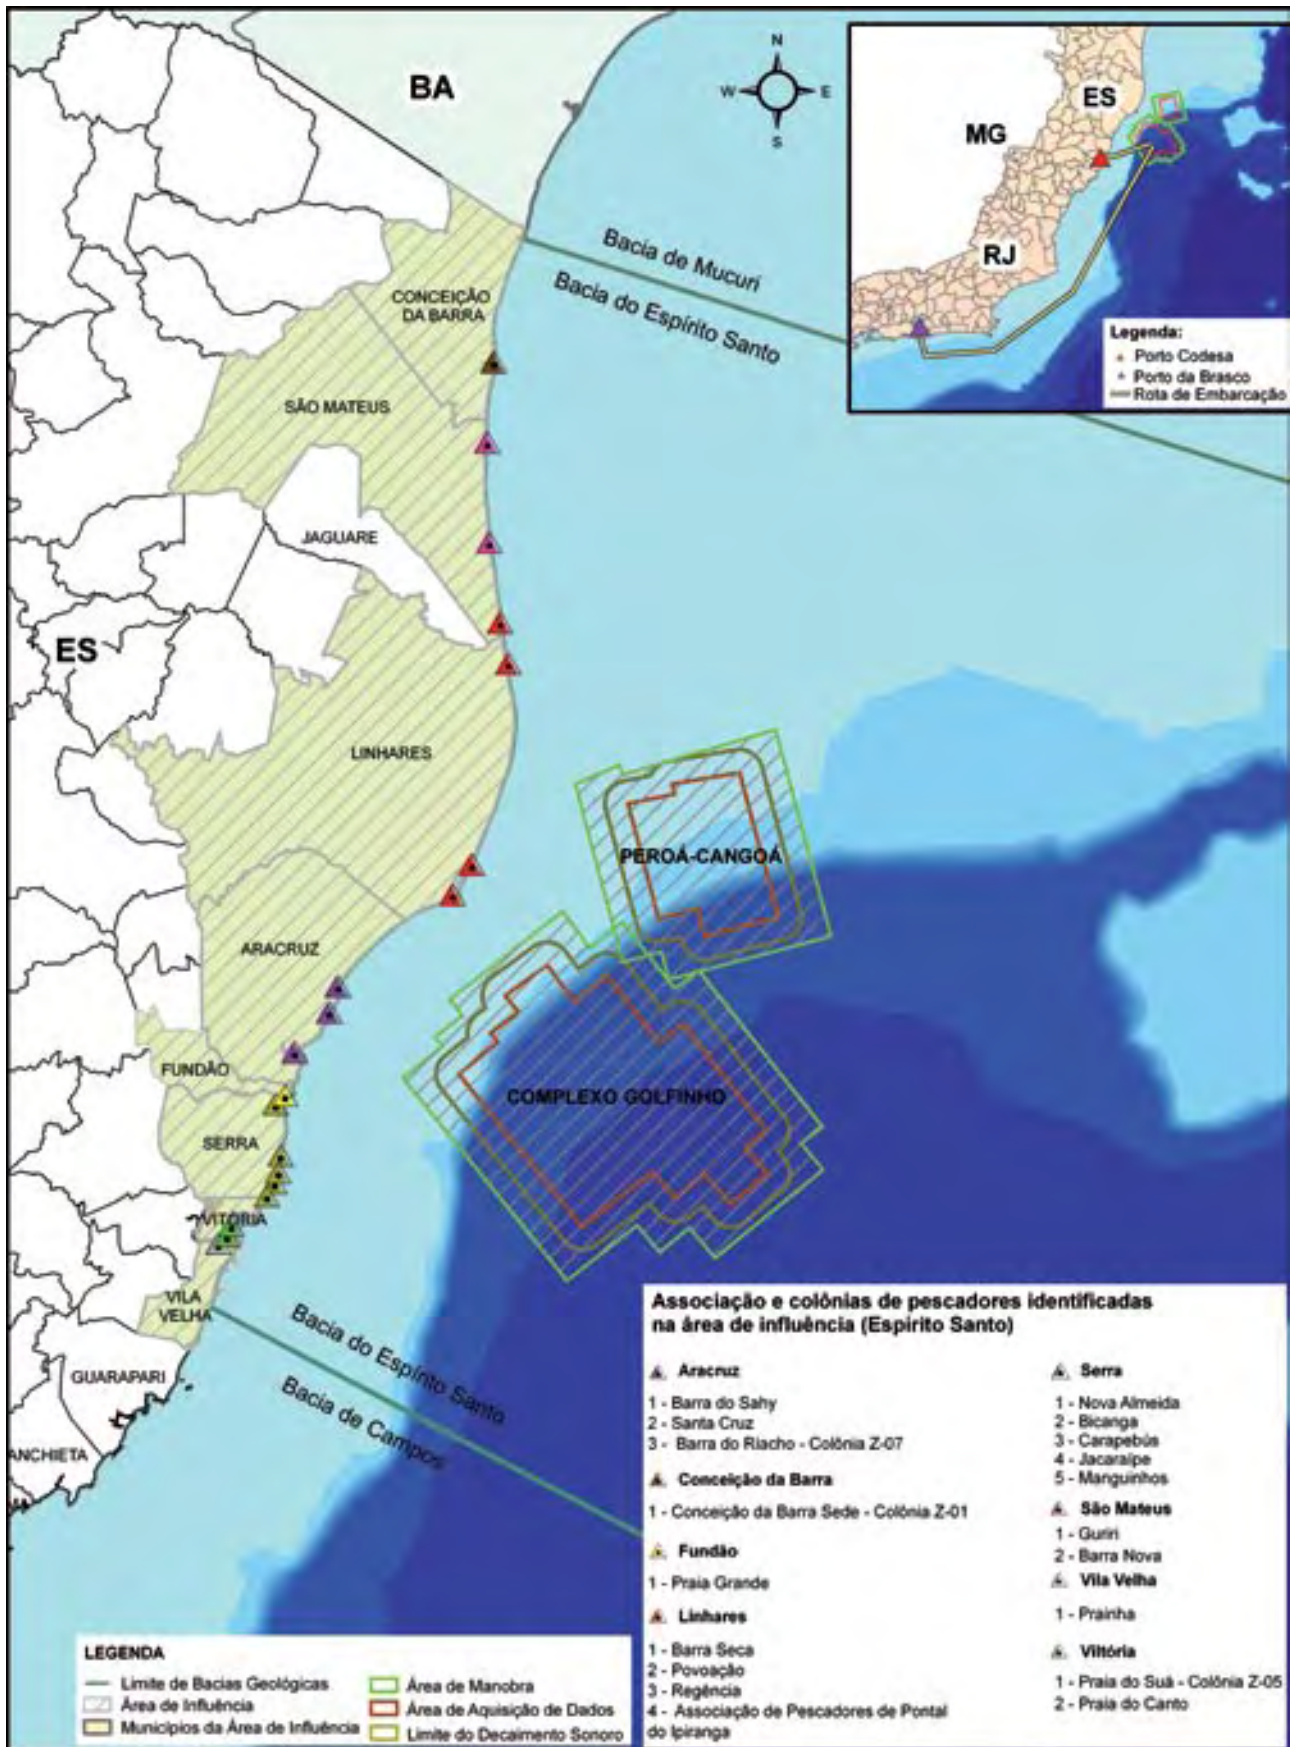 BA
N
W
E
S
ES
MG
RJ
Legenda:
Porto Codesa
Porto da Brasco
Rota de Embarcação
Bacia de Mucuri
Bacia do Espírito Santo
CONCEIÇÃO
DA BARRA
SÃO MATEUS
JAGUARE
ES
LINHARES
PEROÁ-CANGOÁ
ARACRUZ
FUNDÃO
COMPLEXO GOLFINHO
SERRA
VITÓRIA
VILA
VELHA
GUARAPARI
ANCHIETA
Bacia do Espírito Santo
Bacia de Campos
Associação e colônias de pescadores identificadas
na área de influência (Espírito Santo)
Aracruz
1 - Barra do Sahy
2 - Santa Cruz
3 - Barra do Riacho - Colônia Z-07
Conceição da Barra
1 - Conceição da Barra Sede - Colônia Z-01
Fundão
1 - Praia Grande
Linhares
1 - Barra Seca
2 - Povoação
3 - Regência
4 - Associação de Pescadores de Pontal
do Ipiranga
Serra
1 - Nova Almeida
2 - Bicanga
3 - Carapebús
4 - Jacaraípe
5 - Manguinhos
São Mateus
1 - Guriri
2 - Barra Nova
Vila Velha
1 - Prainha
Viltória
1 - Praia do Suá - Colônia Z-05
2 - Praia do Canto
LEGENDA
Limite de Bacias Geológicas
Área de Influência
Municípios da Área de Influência
Área de Manobra
Área de Aquisição de Dados
Limite do Decaimento Sonoro